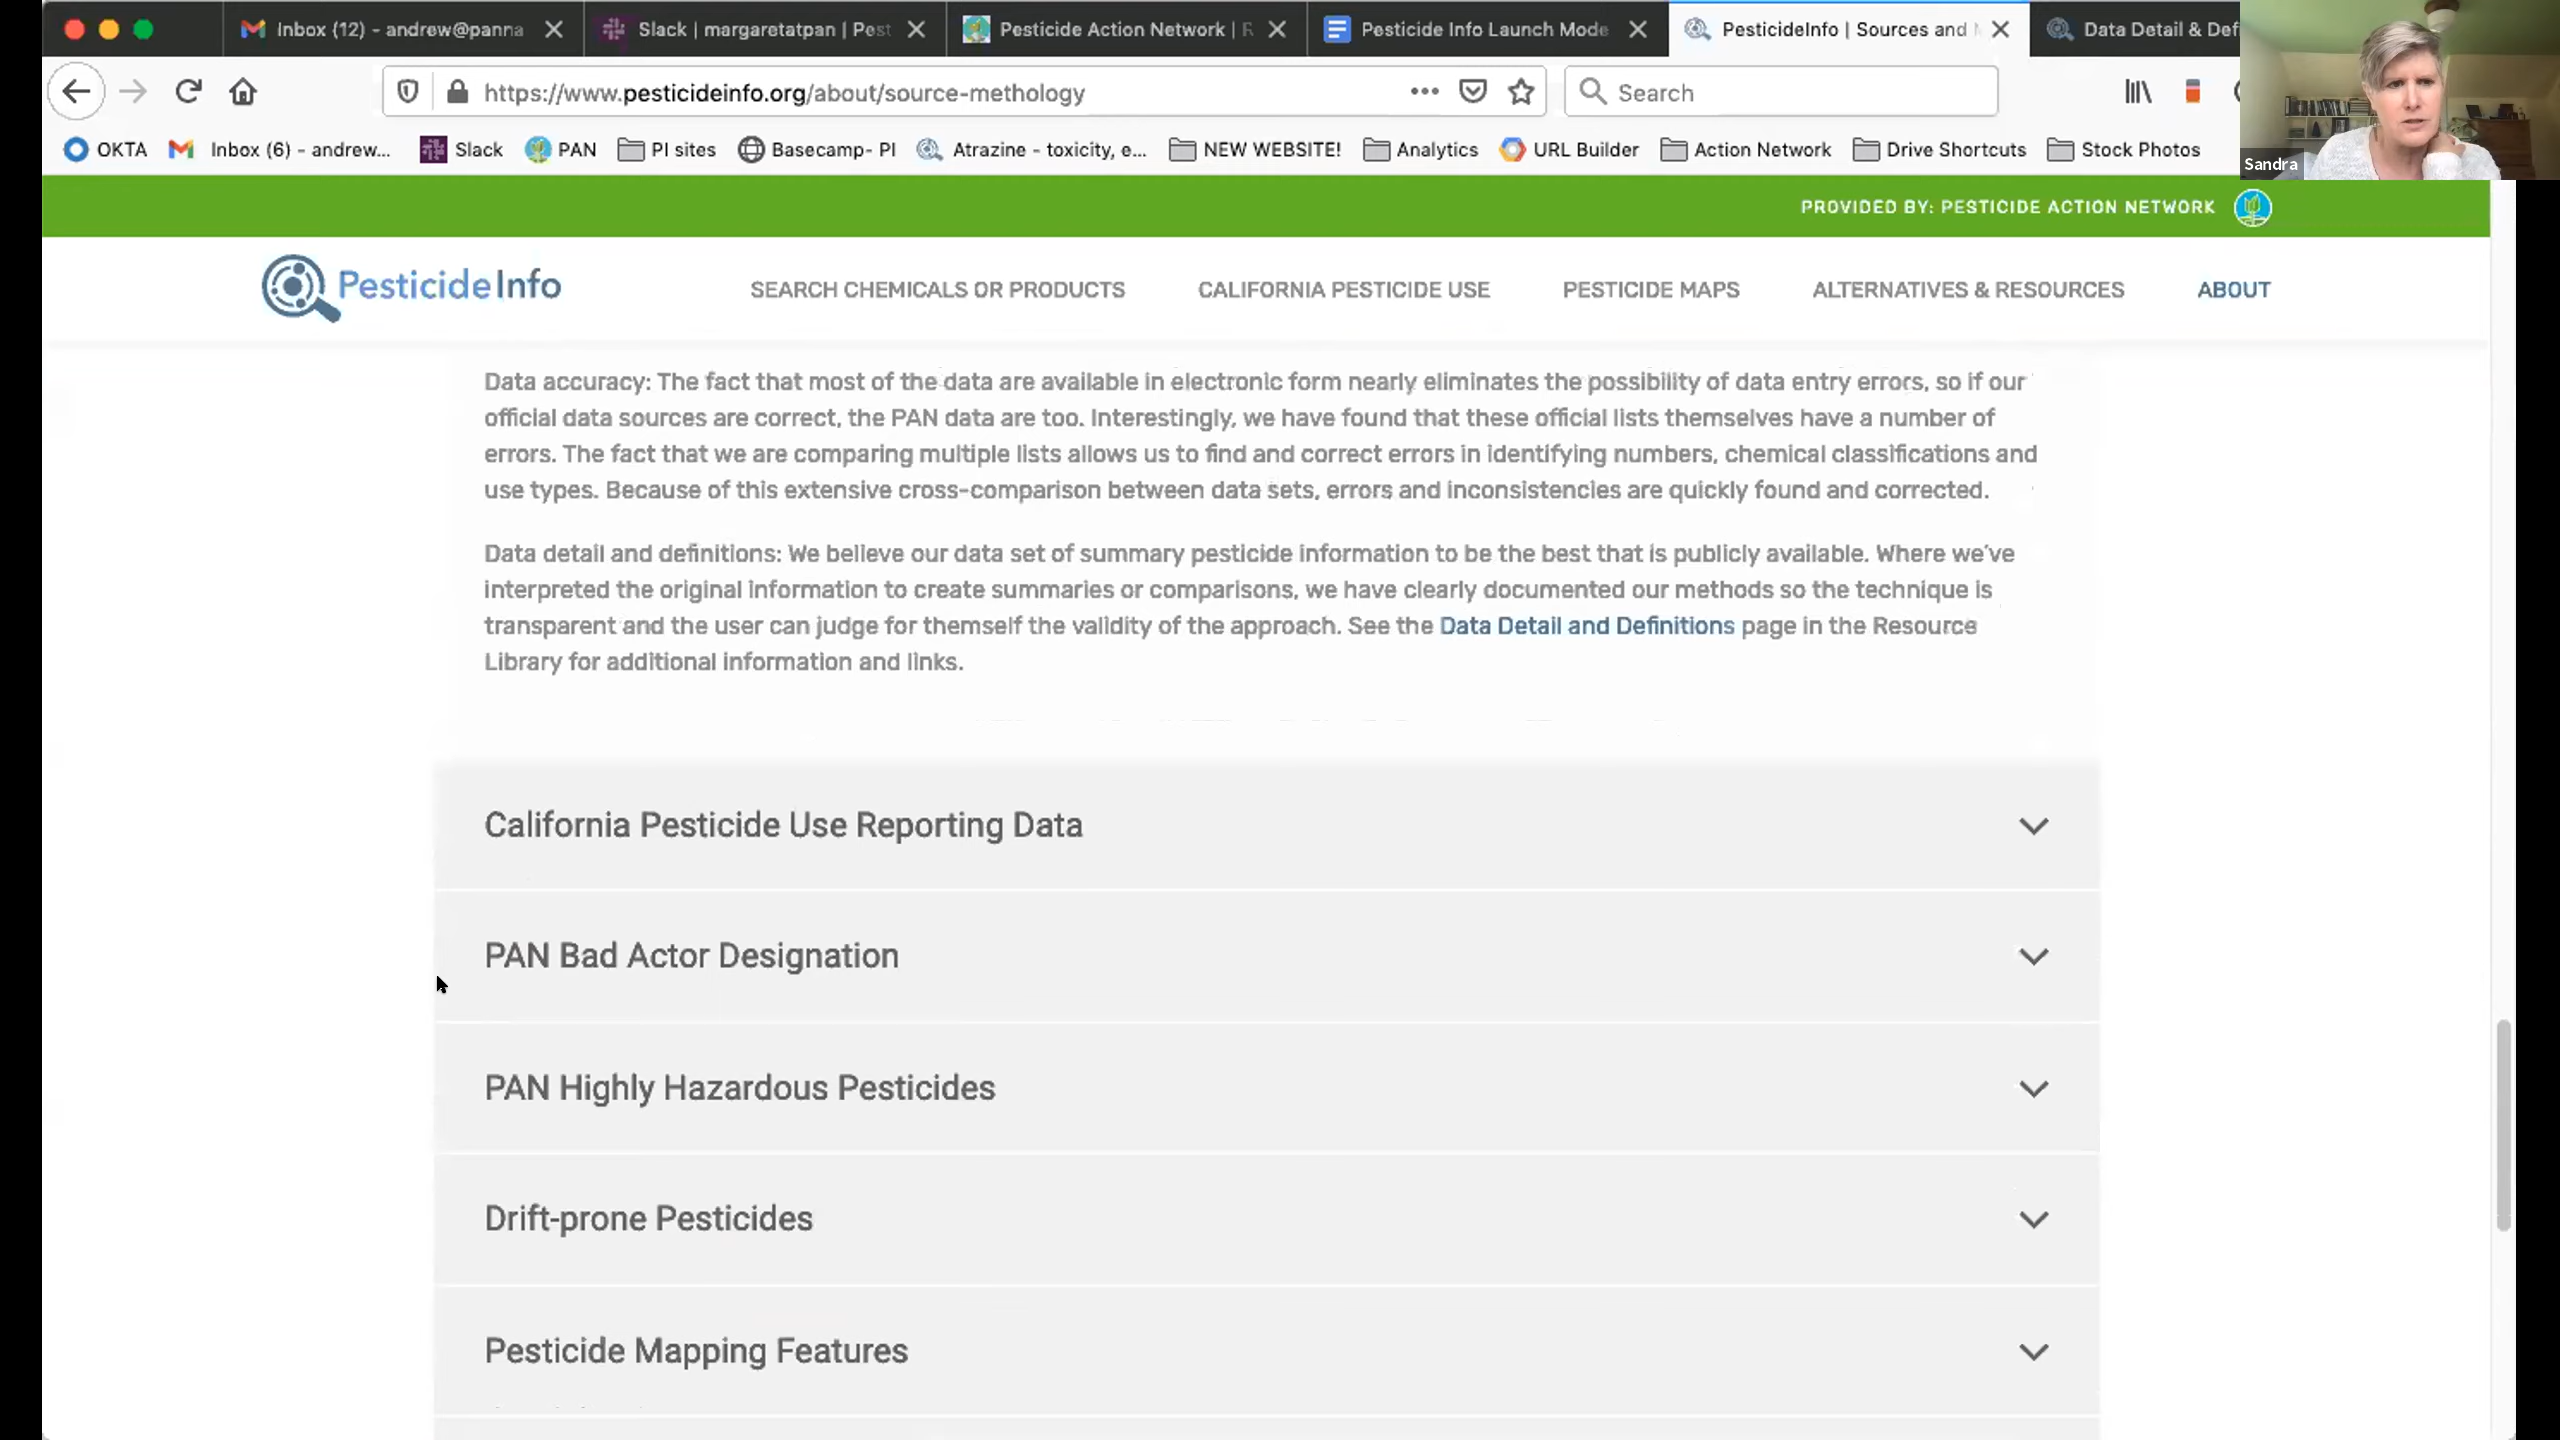 Inbox (12) - andrew@panna
Slack | margaretatpan | Pest
Pesticide Action Network | R
Pesticide Info Launch Mode
PesticideInfo | Sources and
Data Detail & Def
https://www.pesticideinfo.org/about/source-methology
Search
OKTA
Inbox (6) - andrew...
Slack
PAN
PI sites
Basecamp- PI
Atrazine - toxicity, e...
NEW WEBSITE!
Analytics
URL Builder
Action Network
Drive Shortcuts
Stock Photos
Sandra
PROVIDED BY: PESTICIDE ACTION NETWORK
PesticideInfo
SEARCH CHEMICALS OR PRODUCTS
CALIFORNIA PESTICIDE USE
PESTICIDE MAPS
ALTERNATIVES & RESOURCES
ABOUT
Data accuracy: The fact that most of the data are available in electronic form nearly eliminates the possibility of data entry errors, so if our
official data sources are correct, the PAN data are too. Interestingly, we have found that these official lists themselves have a number of
errors. The fact that we are comparing multiple lists allows us to find and correct errors in identifying numbers, chemical classifications and
use types. Because of this extensive cross-comparison between data sets, errors and inconsistencies are quickly found and corrected.
Data detail and definitions: We believe our data set of summary pesticide information to be the best that is publicly available. Where we've
interpreted the original information to create summaries or comparisons, we have clearly documented our methods so the technique is
transparent and the user can judge for themself the validity of the approach. See the Data Detail and Definitions page in the Resource
Library for additional information and links.
California Pesticide Use Reporting Data
PAN Bad Actor Designation
PAN Highly Hazardous Pesticides
Drift-prone Pesticides
Pesticide Mapping Features